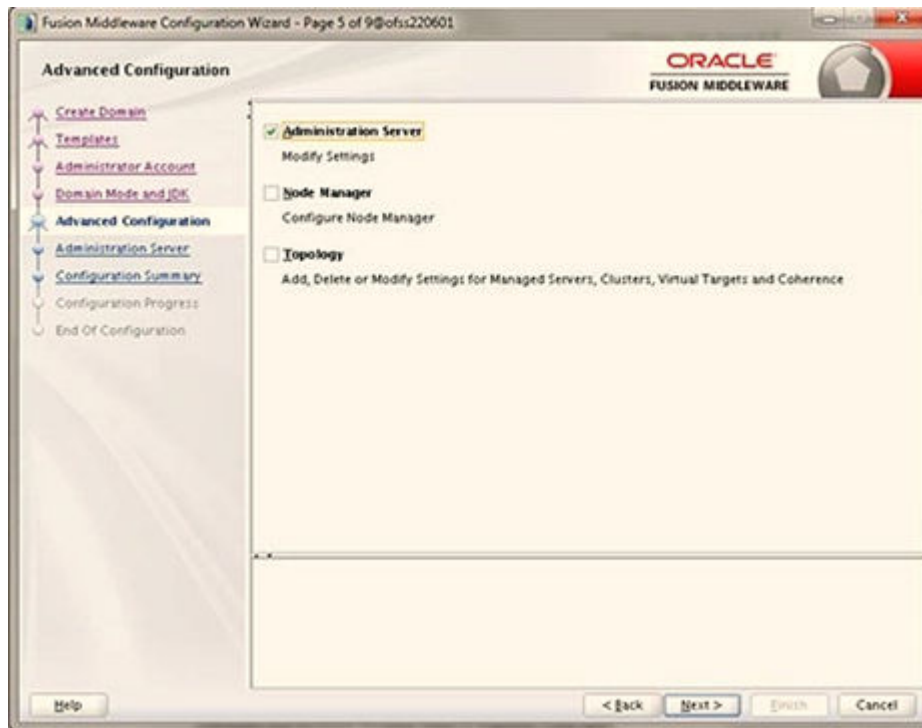 Fusion Middleware Configuration Wizard - Page 5 of 9@ofss220601
Advanced Configuration
ORACLE
FUSION MIDDLEWARE
Create Domain
Templates
Administrator Account
Domain Mode and JDK
Advanced Configuration
Administration Server
Configuration Summary
Configuration Progress
End Of Configuration
Administration Server
Modify Settings
Node Manager
Configure Node Manager
Topology
Add, Delete or Modify Settings for Managed Servers, Clusters, Virtual Targets and Coherence
Help
< Back
Next >
Finish
Cancel